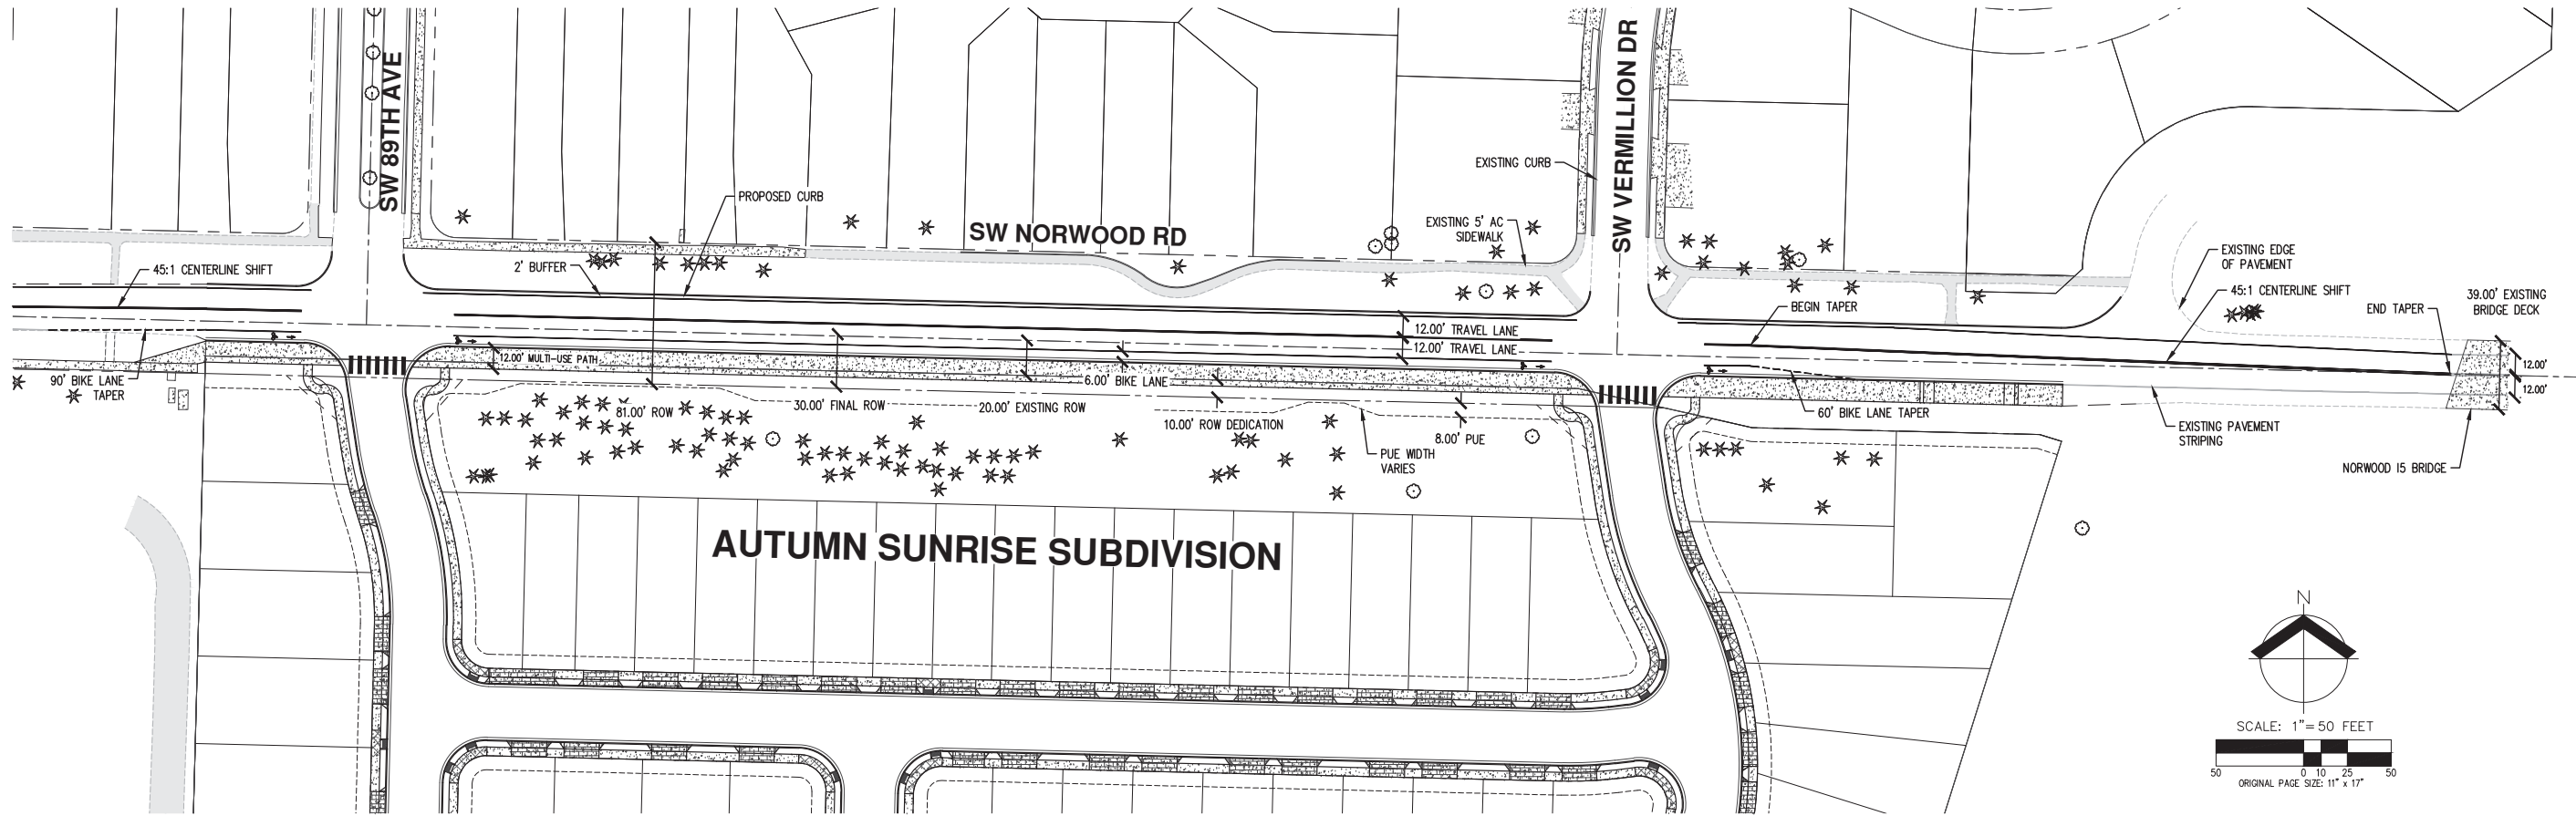 SW 89TH AVE
SW VERMILLION DR
EXISTING CURB
PROPOSED CURB
SW NORWOOD RD
EXISTING 5' AC
SIDEWALK
45:1 CENTERLINE SHIFT
2' BUFFER
EXISTING EDGE
OF PAVEMENT
45:1 CENTERLINE SHIFT
BEGIN TAPER
END TAPER
39.00' EXISTING
BRIDGE DECK
12.00' TRAVEL LANE
12.00' TRAVEL LANE
12.00' MULTI-USE PATH
12.00'
12.00'
90' BIKE LANE
TAPER
6.00' BIKE LANE
81.00' ROW
30.00' FINAL ROW
20.00' EXISTING ROW
10.00' ROW DEDICATION
8.00' PUE
PUE WIDTH
VARIES
60' BIKE LANE TAPER
EXISTING PAVEMENT
STRIPING
NORWOOD I5 BRIDGE
AUTUMN SUNRISE SUBDIVISION
N
SCALE: 1"= 50 FEET
50 0 10 25 50
ORIGINAL PAGE SIZE: 11" x 17"